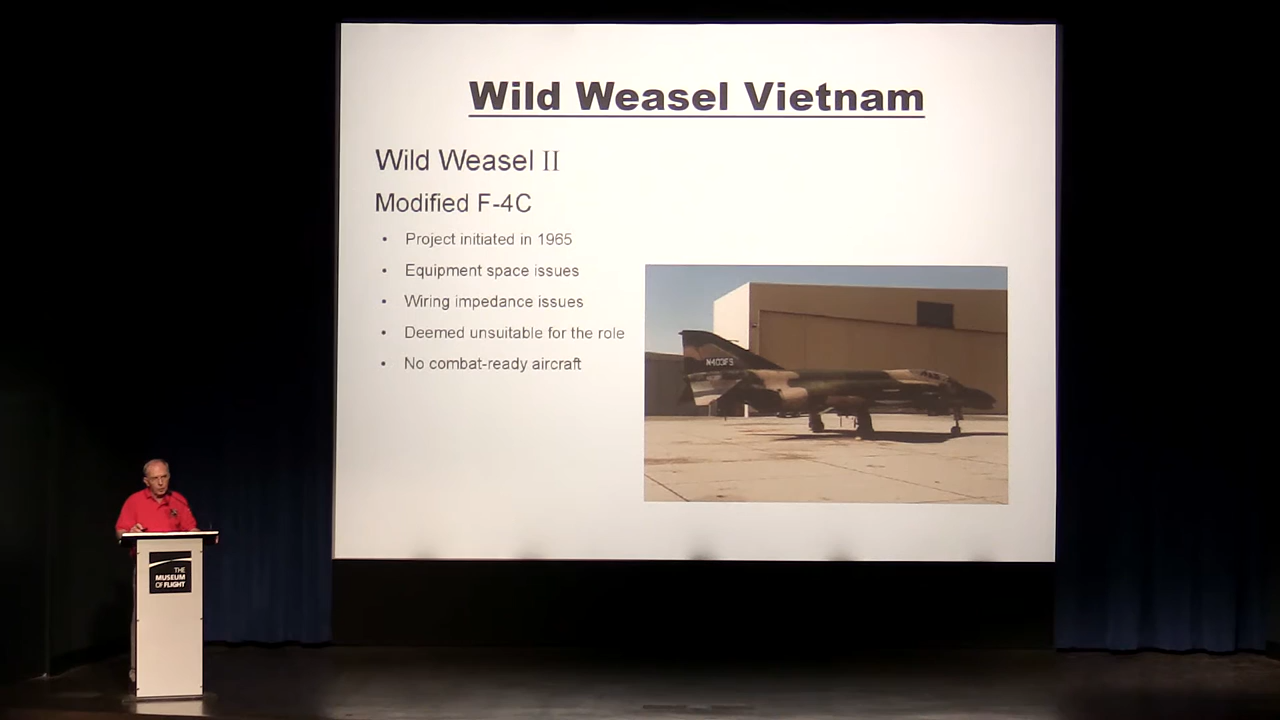 Wild Weasel Vietnam
Wild Weasel II
Modified F-4C
• Project initiated in 1965
• Equipment space issues
• Wiring impedance issues
• Deemed unsuitable for the role
• No combat-ready aircraft
THE
MUSEUM
OF FLIGHT